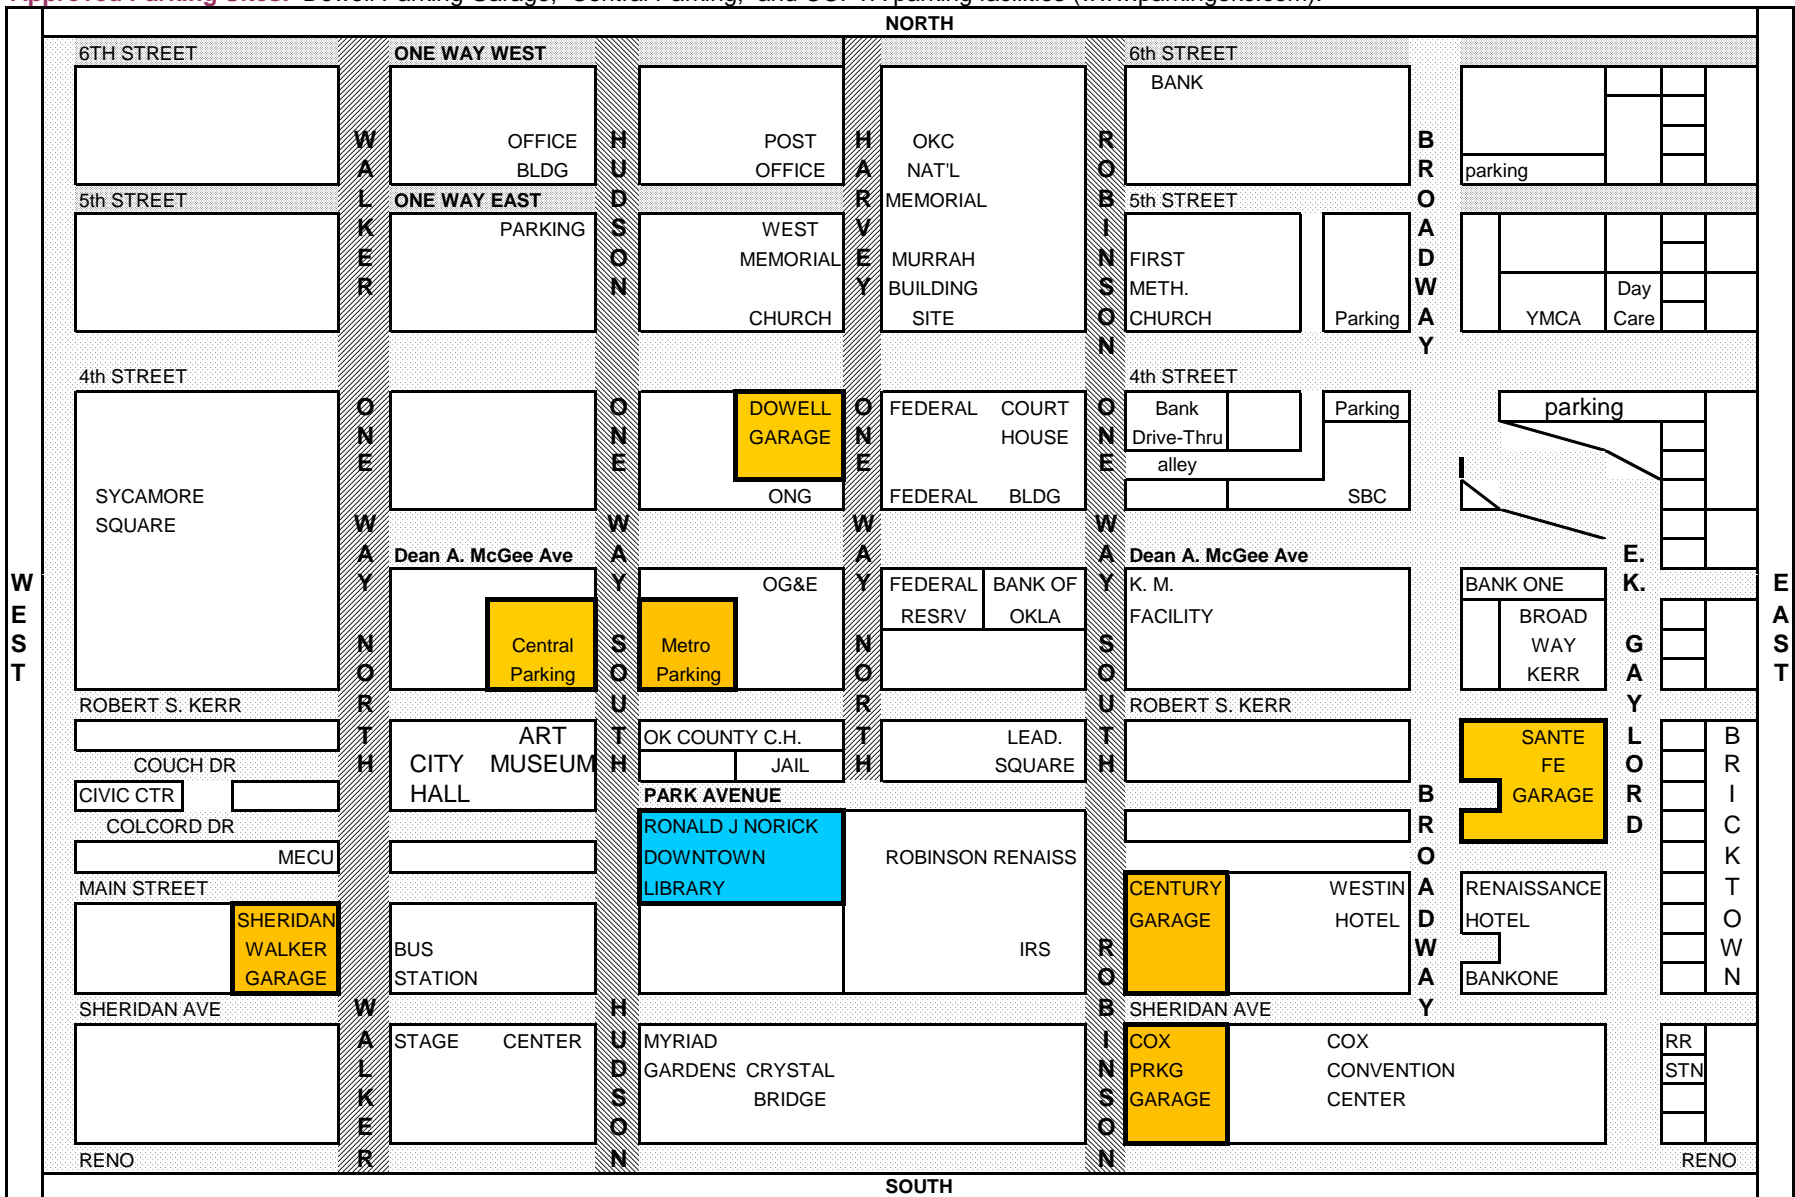 NORTH
6TH STREET
ONE WAY WEST
6th STREET
BANK
OFFICE
BLDG
POST
OFFICE
OKC
NAT'L
MEMORIAL
parking
5th STREET
ONE WAY EAST
5th STREET
PARKING
WEST
MEMORIAL
CHURCH
MURRAH
BUILDING
SITE
FIRST
METH.
CHURCH
Parking
YMCA
Day
Care
4th STREET
4th STREET
SYCAMORE
SQUARE
DOWELL
GARAGE
ONG
FEDERAL COURT
HOUSE
FEDERAL BLDG
Bank
Drive-Thru
alley
Parking
SBC
parking
Dean A. McGee Ave
Dean A. McGee Ave
Central
Parking
Metro
Parking
OG&E
FEDERAL
RESRV
BANK OF
OKLA
K. M.
FACILITY
BANK ONE
BROAD
WAY
KERR
ROBERT S. KERR
ROBERT S. KERR
COUCH DR
CIVIC CTR
COLCORD DR
MECU
CITY
HALL
ART
MUSEUM
OK COUNTY C.H.
JAIL
LEAD.
SQUARE
SANTE
FE
GARAGE
PARK AVENUE
RONALD J NORICK
DOWNTOWN
LIBRARY
ROBINSON RENAISS
IRS
MAIN STREET
SHERIDAN
WALKER
GARAGE
BUS
STATION
CENTURY
GARAGE
WESTIN
HOTEL
RENAISSANCE
HOTEL
BANKONE
SHERIDAN AVE
SHERIDAN AVE
STAGE CENTER
MYRIAD
GARDENS
CRYSTAL
BRIDGE
COX
PRKG
GARAGE
COX
CONVENTION
CENTER
RR
STN
RENO
RENO
SOUTH
WEST
EAST
WALKER ONE WAY NORTH WALKER
HUDSON ONE WAY SOUTH HUDSON
HARVEY ONE WAY NORTH
ROBINSON ONE WAY SOUTH ROBINSON
BROADWAY
BROADWAY
E. K. GAYLORD
BRICKTOWN